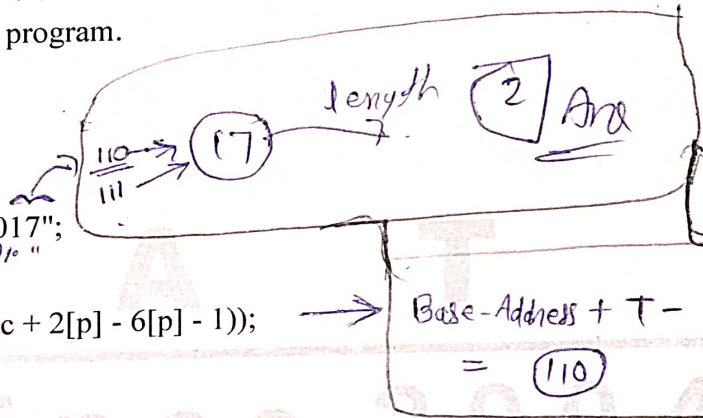 program.
length 2 Ans
110 → 17
111
017";
c + 2[p] - 6[p] - 1));
Base-Address + T -
= 110